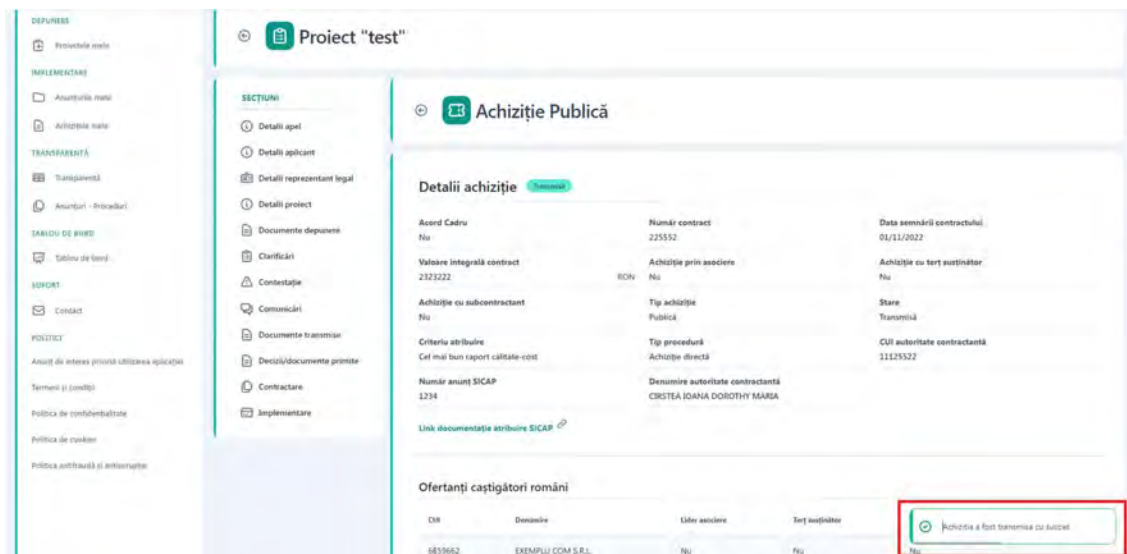 DEPUNERE
Proiectele mele
IMPLEMENTARE
Anunțurile mele
Achizițiile mele
TRANSPARENȚĂ
Transparență
Anunțuri - Proceduri
TABLOU DE BORD
Tablou de bord
SUPORT
Contact
POLITICI
Anunț de interes privind utilizarea aplicației
Termeni și condiții
Politica de confidențialitate
Politica de cookies
Politica antifraudă și anticorupție
Proiect "test"
SECȚIUNI
Detalii apel
Detalii aplicant
Detalii reprezentant legal
Detalii proiect
Documente depunere
Clarificări
Contestație
Comunicări
Documente transmise
Decizii/documente primite
Contractare
Implementare
Achiziție Publică
Detalii achiziție Transmisă
Acord Cadru
Nu
Număr contract
225552
Data semnării contractului
01/11/2022
Valoare integrală contract
2323222 RON
Achiziție prin asociere
Nu
Achiziție cu terț susținător
Nu
Achiziție cu subcontractant
Nu
Tip achiziție
Publică
Stare
Transmisă
Criteriu atribuire
Cel mai bun raport calitate-cost
Tip procedură
Achiziție directă
CUI autoritate contractantă
11125522
Număr anunț SICAP
1234
Denumire autoritate contractantă
CIRSTEA IOANA DOROTHY MARIA
Link documentație atribuire SICAP
Ofertanți caștigători români
CUI Denumire Lider asociere Terț susținător
6859662 EXEMPLU COM S.R.L. Nu Nu Nu
Achiziția a fost transmisă cu succes